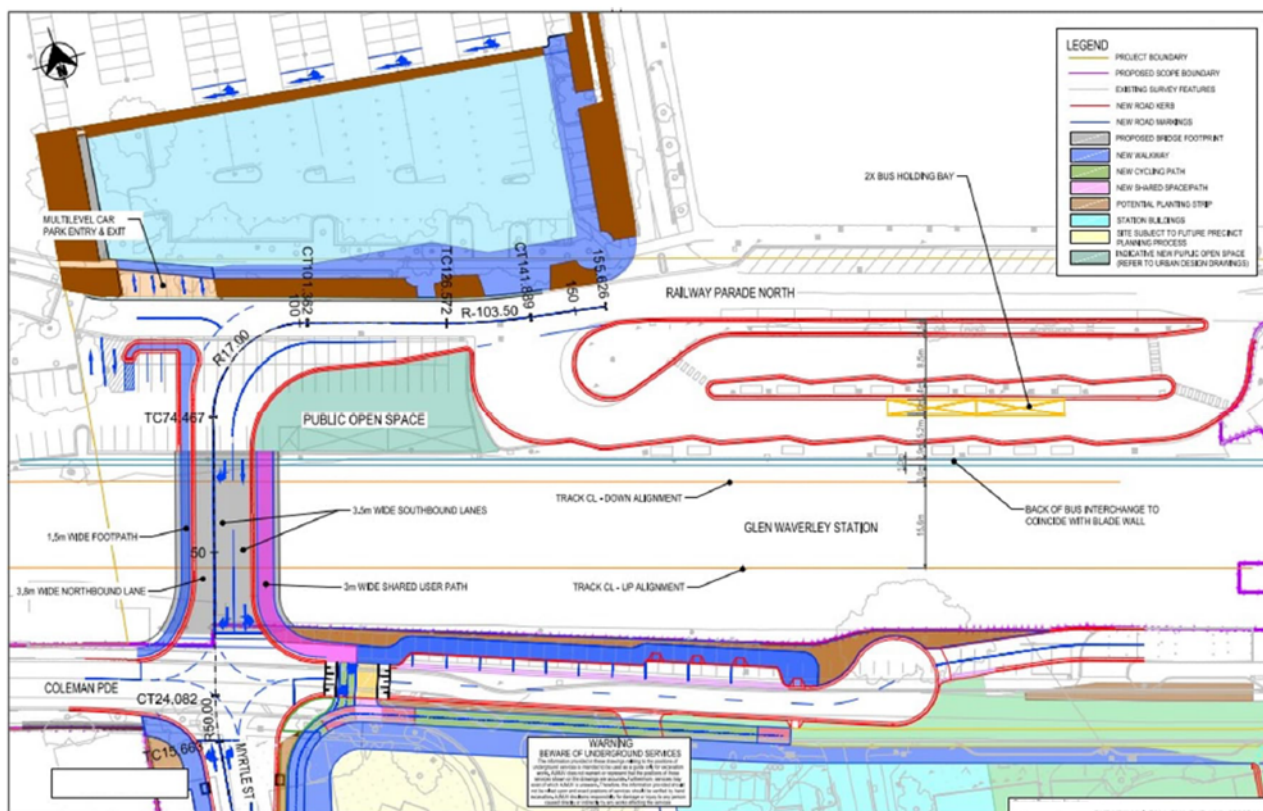 N
LEGEND
PROJECT BOUNDARY
PROPOSED SCOPE BOUNDARY
EXISTING SURVEY FEATURES
NEW ROAD KERB
NEW ROAD MARKINGS
PROPOSED BRIDGE FOOTPRINT
NEW WALKWAY
NEW CYCLING PATH
NEW SHARED SPACE/PATH
POTENTIAL PLANTING STRIP
STATION BUILDINGS
SITE SUBJECT TO FUTURE PRECINCT
PLANNING PROCESS
INDICATIVE NEW PUPLIC OPEN SPACE
(REFER TO URBAN DESIGN DRAWINGS)
2X BUS HOLDING BAY
MULTILEVEL CAR
PARK ENTRY & EXIT
CT101.362
100
TC126.572
CT141.889
150
155.626
R-103.50
RAILWAY PARADE NORTH
R17.00
TC74.467
PUBLIC OPEN SPACE
TRACK CL - DOWN ALIGNMENT
3.5m WIDE SOUTHBOUND LANES
GLEN WAVERLEY STATION
BACK OF BUS INTERCHANGE TO
COINCIDE WITH BLADE WALL
1.5m WIDE FOOTPATH
50
3.8m WIDE NORTHBOUND LANE
3m WIDE SHARED USER PATH
TRACK CL - UP ALIGNMENT
COLEMAN PDE
CT24.082
R50.00
TC15.663
MYRTLE ST
WARNING
BEWARE OF UNDERGROUND SERVICES